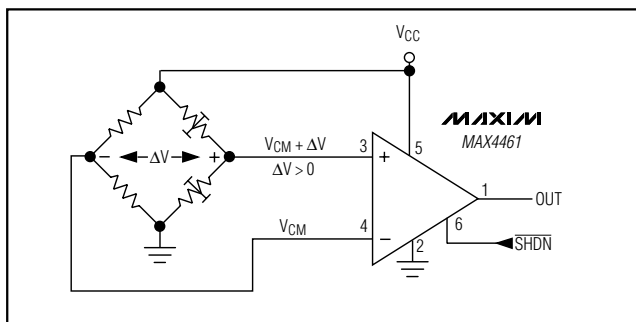 VCC
MAXIM
MAX4461
− ΔV +
VCM + ΔV
ΔV > 0
3
+
5
1
OUT
6
SHDN
VCM
4
−
2